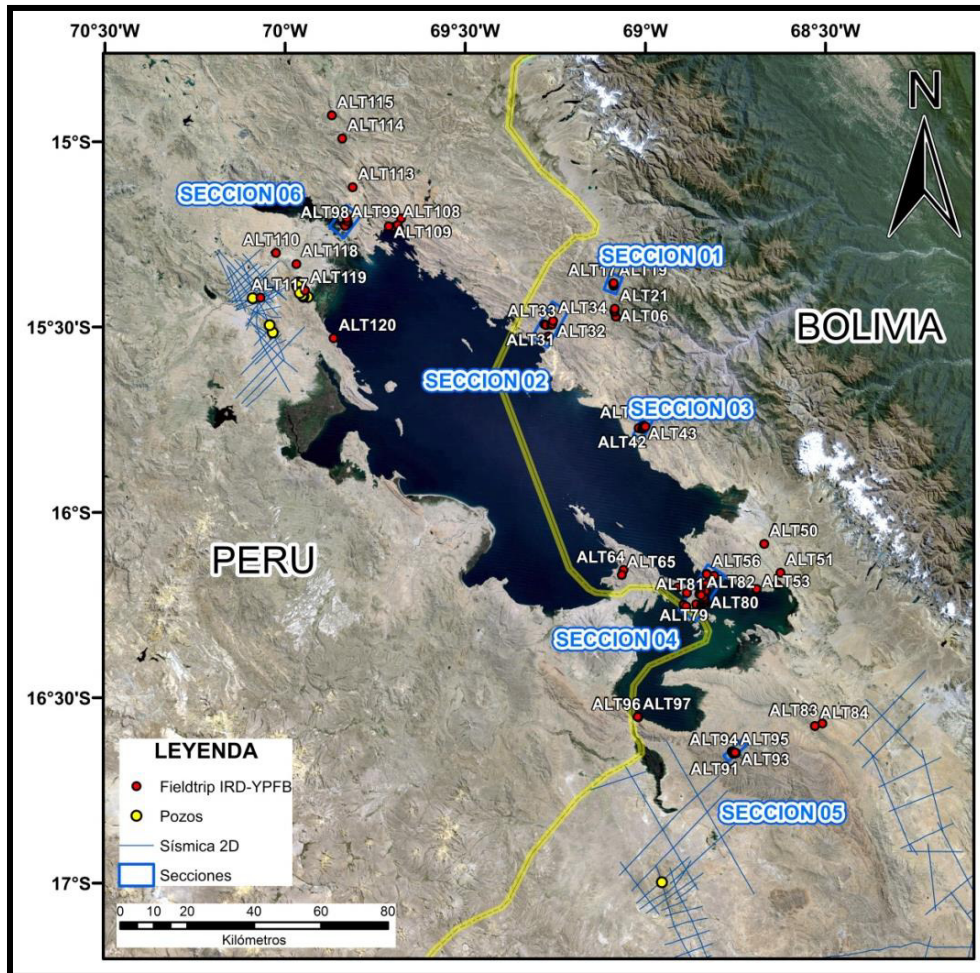 70°30'W
70°W
69°30'W
69°W
68°30'W
N
15°S
15°30'S
16°S
16°30'S
17°S
ALT115
ALT114
ALT113
SECCION 06
ALT98
ALT99
ALT108
ALT109
ALT110
ALT118
ALT119
ALT117
ALT120
SECCION 01
ALT17
ALT19
ALT21
ALT06
ALT33
ALT34
ALT31
ALT32
BOLIVIA
SECCION 02
SECCION 03
ALT42
ALT43
PERU
ALT50
ALT51
ALT53
ALT64
ALT65
ALT56
ALT81
ALT82
ALT79
ALT80
SECCION 04
ALT96
ALT97
ALT83
ALT84
ALT94
ALT95
ALT91
ALT93
SECCION 05
LEYENDA
Fieldtrip IRD-YPFB
Pozos
Sísmica 2D
Secciones
0 10 20 40 60 80
Kilómetros